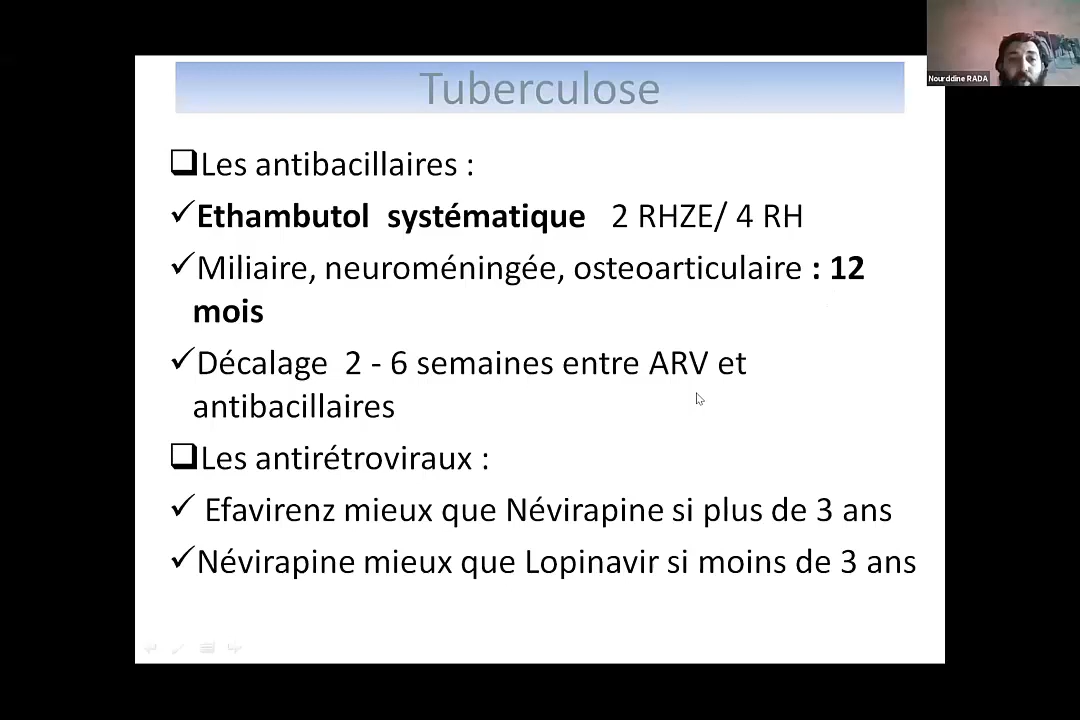 Tuberculose
Nourddine RADA
❑Les antibacillaires :
✓Ethambutol systématique 2 RHZE/ 4 RH
✓Miliaire, neuroméningée, osteoarticulaire : 12
mois
✓Décalage 2 - 6 semaines entre ARV et
antibacillaires
❑Les antirétroviraux :
✓ Efavirenz mieux que Névirapine si plus de 3 ans
✓Névirapine mieux que Lopinavir si moins de 3 ans